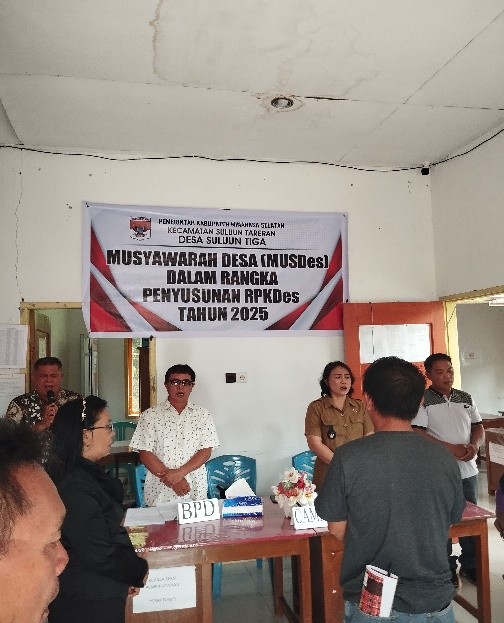 PEMERINTAH KABUPATEN MINAHASA SELATAN
KECAMATAN SULUUN TARERAN
DESA SULUUN TIGA
MUSYAWARAH DESA (MUSDes)
DALAM RANGKA
PENYUSUNAN RPKDes
TAHUN 2025
BPD
CAM